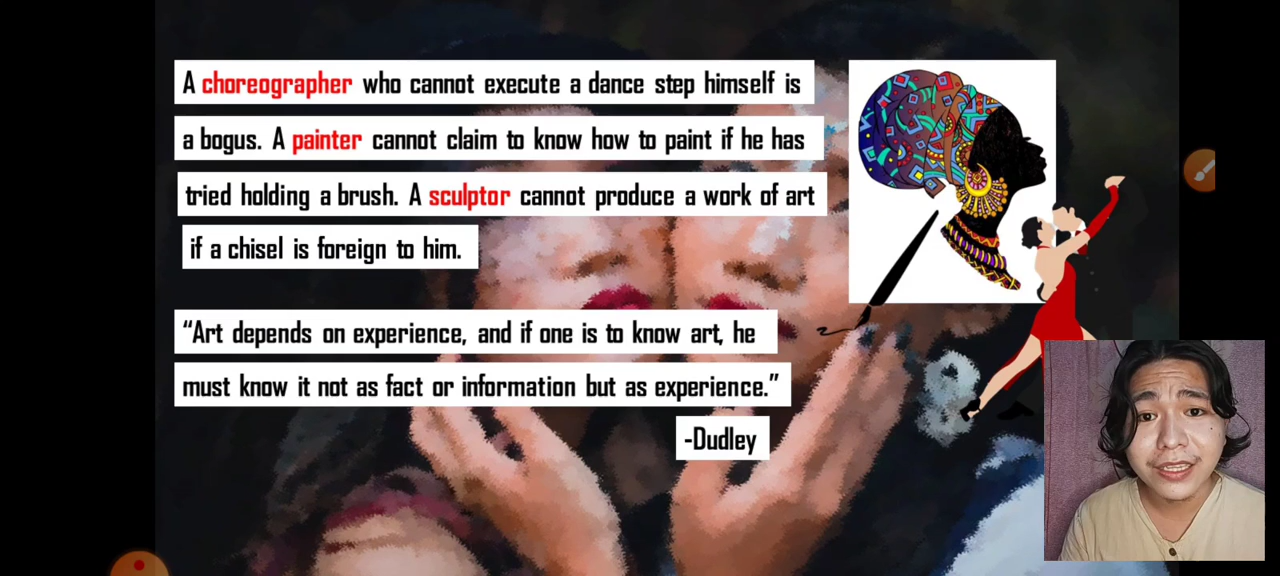 A choreographer who cannot execute a dance step himself is
a bogus. A painter cannot claim to know how to paint if he has
tried holding a brush. A sculptor cannot produce a work of art
if a chisel is foreign to him.
“Art depends on experience, and if one is to know art, he
must know it not as fact or information but as experience.”
-Dudley